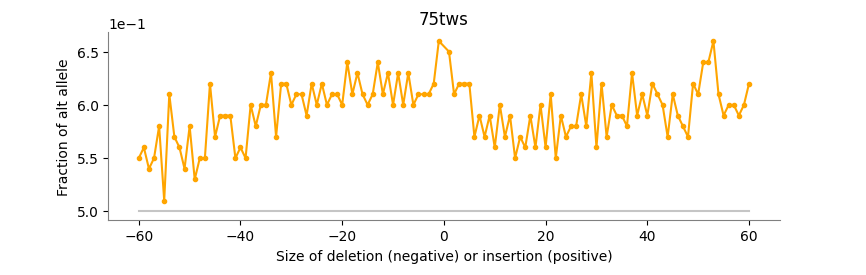 75tws
1e−1
6.5
6.0
5.5
5.0
Fraction of alt allele
−60
−40
−20
0
20
40
60
Size of deletion (negative) or insertion (positive)